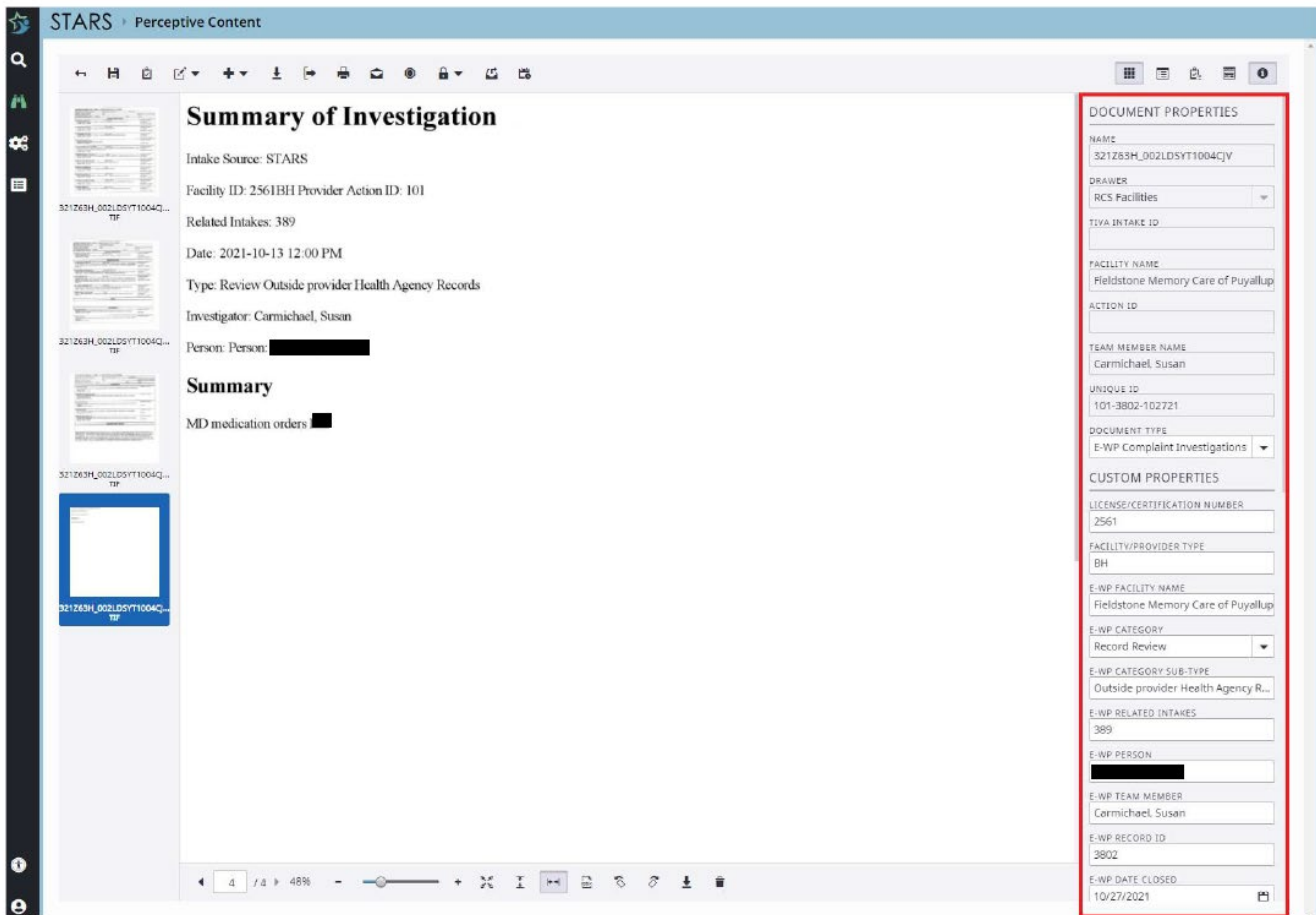 STARS › Perceptive Content
321Z63H_002LDSYT1004CJ...
TIF
321Z63H_002LDSYT1004CJ...
TIF
321Z63H_002LDSYT1004CJ...
TIF
321Z63H_002LDSYT1004CJ...
TIF
Summary of Investigation
Intake Source: STARS
Facility ID: 2561BH Provider Action ID: 101
Related Intakes: 389
Date: 2021-10-13 12:00 PM
Type: Review Outside provider Health Agency Records
Investigator: Carmichael, Susan
Person: Person:
Summary
MD medication orders
4 / 4 48%
DOCUMENT PROPERTIES
NAME
321Z63H_002LDSYT1004CJV
DRAWER
RCS Facilities
TIVA INTAKE ID
FACILITY NAME
Fieldstone Memory Care of Puyallup
ACTION ID
TEAM MEMBER NAME
Carmichael, Susan
UNIQUE ID
101-3802-102721
DOCUMENT TYPE
E-WP Complaint Investigations
CUSTOM PROPERTIES
LICENSE/CERTIFICATION NUMBER
2561
FACILITY/PROVIDER TYPE
BH
E-WP FACILITY NAME
Fieldstone Memory Care of Puyallup
E-WP CATEGORY
Record Review
E-WP CATEGORY SUB-TYPE
Outside provider Health Agency R...
E-WP RELATED INTAKES
389
E-WP PERSON
E-WP TEAM MEMBER
Carmichael, Susan
E-WP RECORD ID
3802
E-WP DATE CLOSED
10/27/2021